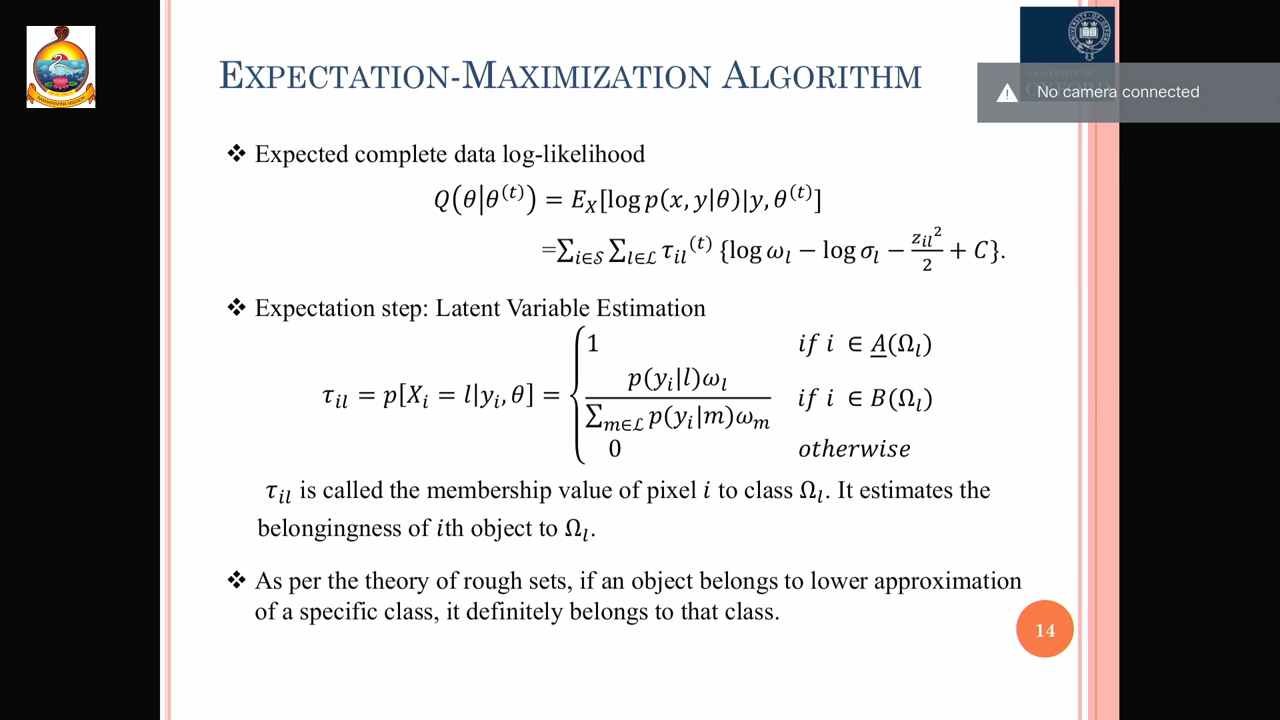 UNIVERSITY OF OXFORD
EXPECTATION-MAXIMIZATION ALGORITHM
No camera connected
❖ Expected complete data log-likelihood
Q(θ|θ^(t)) = E_X[log p(x, y|θ)|y, θ^(t)]
=∑_{i∈𝒮} ∑_{l∈ℒ} τ_il^(t) {log ω_l − log σ_l − z_il²/2 + C}.
❖ Expectation step: Latent Variable Estimation
τ_il = p[X_i = l|y_i, θ] = { 1 if i ∈ A̲(Ω_l)
p(y_i|l)ω_l / ∑_{m∈ℒ} p(y_i|m)ω_m if i ∈ B(Ω_l)
0 otherwise
τ_il is called the membership value of pixel i to class Ω_l. It estimates the
belongingness of ith object to Ω_l.
❖ As per the theory of rough sets, if an object belongs to lower approximation
of a specific class, it definitely belongs to that class.
14